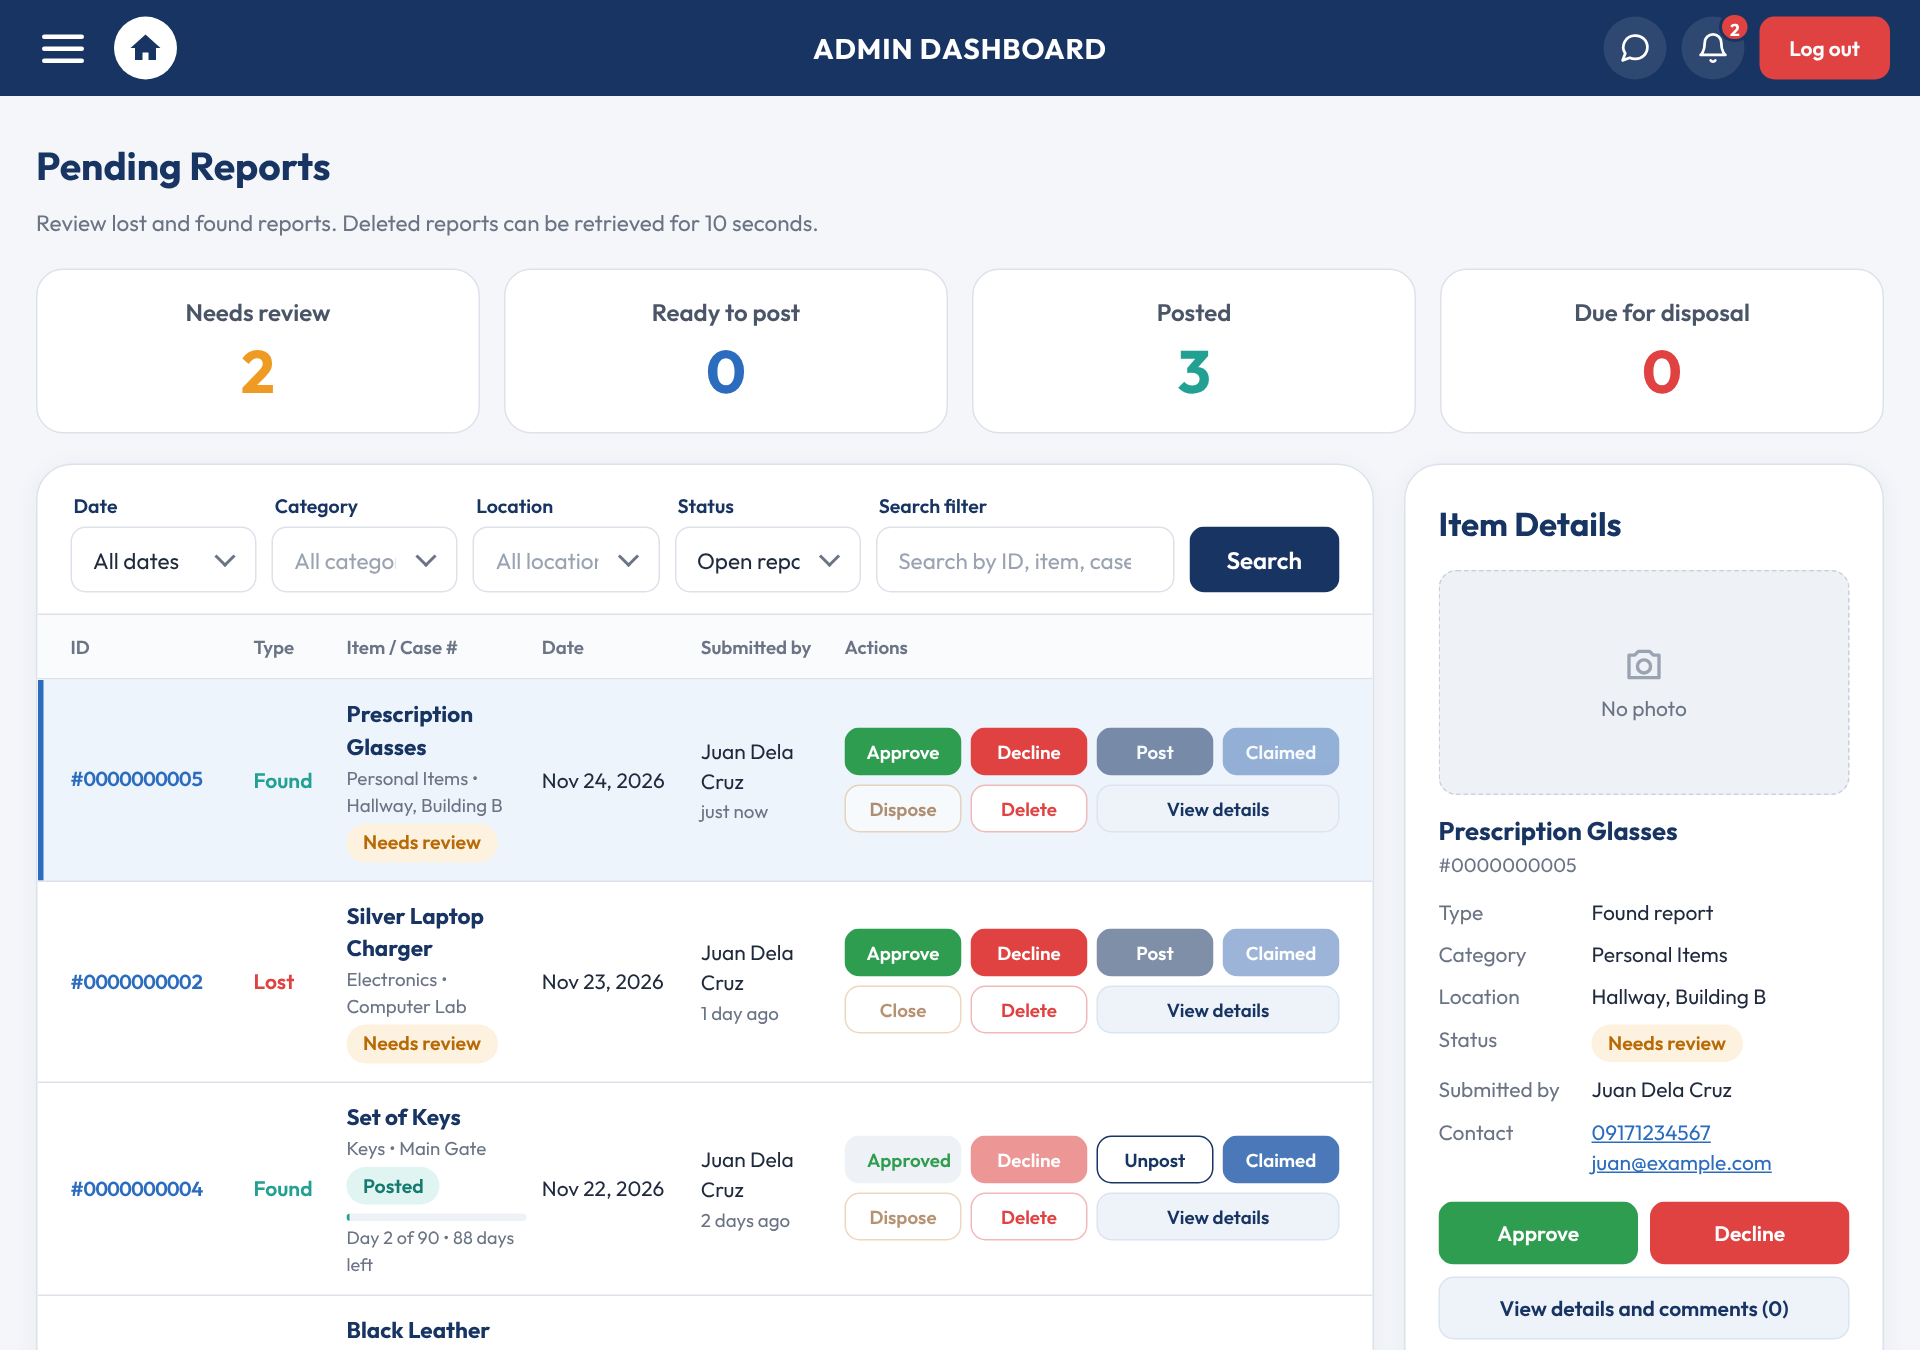 ADMIN DASHBOARD
2
Log out
Pending Reports
Review lost and found reports. Deleted reports can be retrieved for 10 seconds.
Needs review
2
Ready to post
0
Posted
3
Due for disposal
0
Date
Category
Location
Status
Search filter
All dates
All catego
All location
Open repo
Search by ID, item, case
Search
ID
Type
Item / Case #
Date
Submitted by
Actions
#0000000005
Found
Prescription
Glasses
Personal Items •
Hallway, Building B
Needs review
Nov 24, 2026
Juan Dela
Cruz
just now
Approve
Decline
Post
Claimed
Dispose
Delete
View details
#0000000002
Lost
Silver Laptop
Charger
Electronics •
Computer Lab
Needs review
Nov 23, 2026
Juan Dela
Cruz
1 day ago
Approve
Decline
Post
Claimed
Close
Delete
View details
#0000000004
Found
Set of Keys
Keys • Main Gate
Posted
Day 2 of 90 • 88 days
left
Nov 22, 2026
Juan Dela
Cruz
2 days ago
Approved
Decline
Unpost
Claimed
Dispose
Delete
View details
Black Leather
Item Details
No photo
Prescription Glasses
#0000000005
Type
Found report
Category
Personal Items
Location
Hallway, Building B
Status
Needs review
Submitted by
Juan Dela Cruz
Contact
09171234567
juan@example.com
Approve
Decline
View details and comments (0)